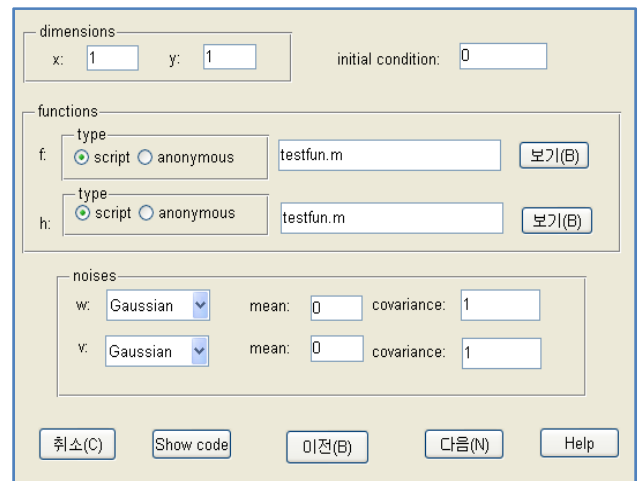 dimensions
x: 1 y: 1 initial condition: 0
functions
type
f: script anonymous testfun.m 보기(B)
type
h: script anonymous testfun.m 보기(B)
noises
w: Gaussian mean: 0 covariance: 1
v: Gaussian mean: 0 covariance: 1
취소(C) Show code 이전(B) 다음(N) Help